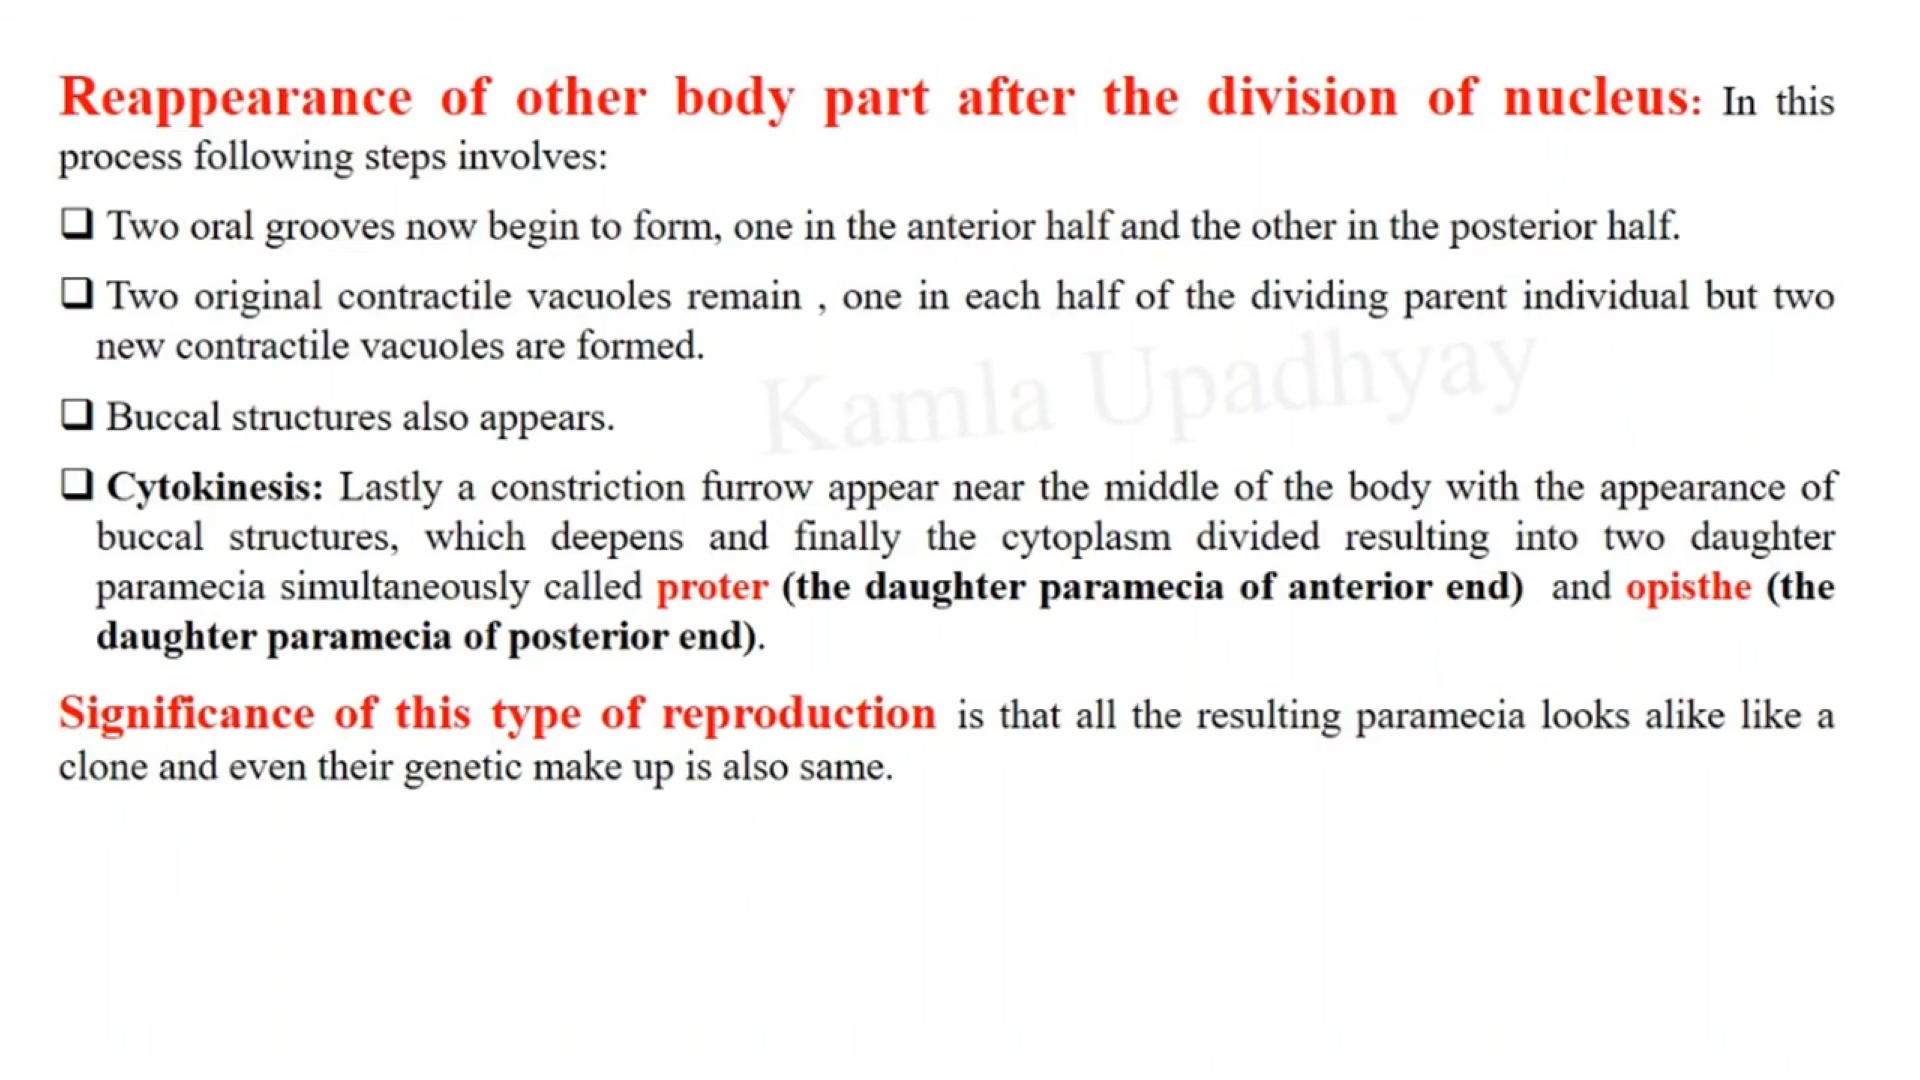 Reappearance of other body part after the division of nucleus: In this
process following steps involves:
❑ Two oral grooves now begin to form, one in the anterior half and the other in the posterior half.
❑ Two original contractile vacuoles remain , one in each half of the dividing parent individual but two
new contractile vacuoles are formed.
Kamla Upadhyay
❑ Buccal structures also appears.
❑ Cytokinesis: Lastly a constriction furrow appear near the middle of the body with the appearance of
buccal structures, which deepens and finally the cytoplasm divided resulting into two daughter
paramecia simultaneously called proter (the daughter paramecia of anterior end) and opisthe (the
daughter paramecia of posterior end).
Significance of this type of reproduction is that all the resulting paramecia looks alike like a
clone and even their genetic make up is also same.